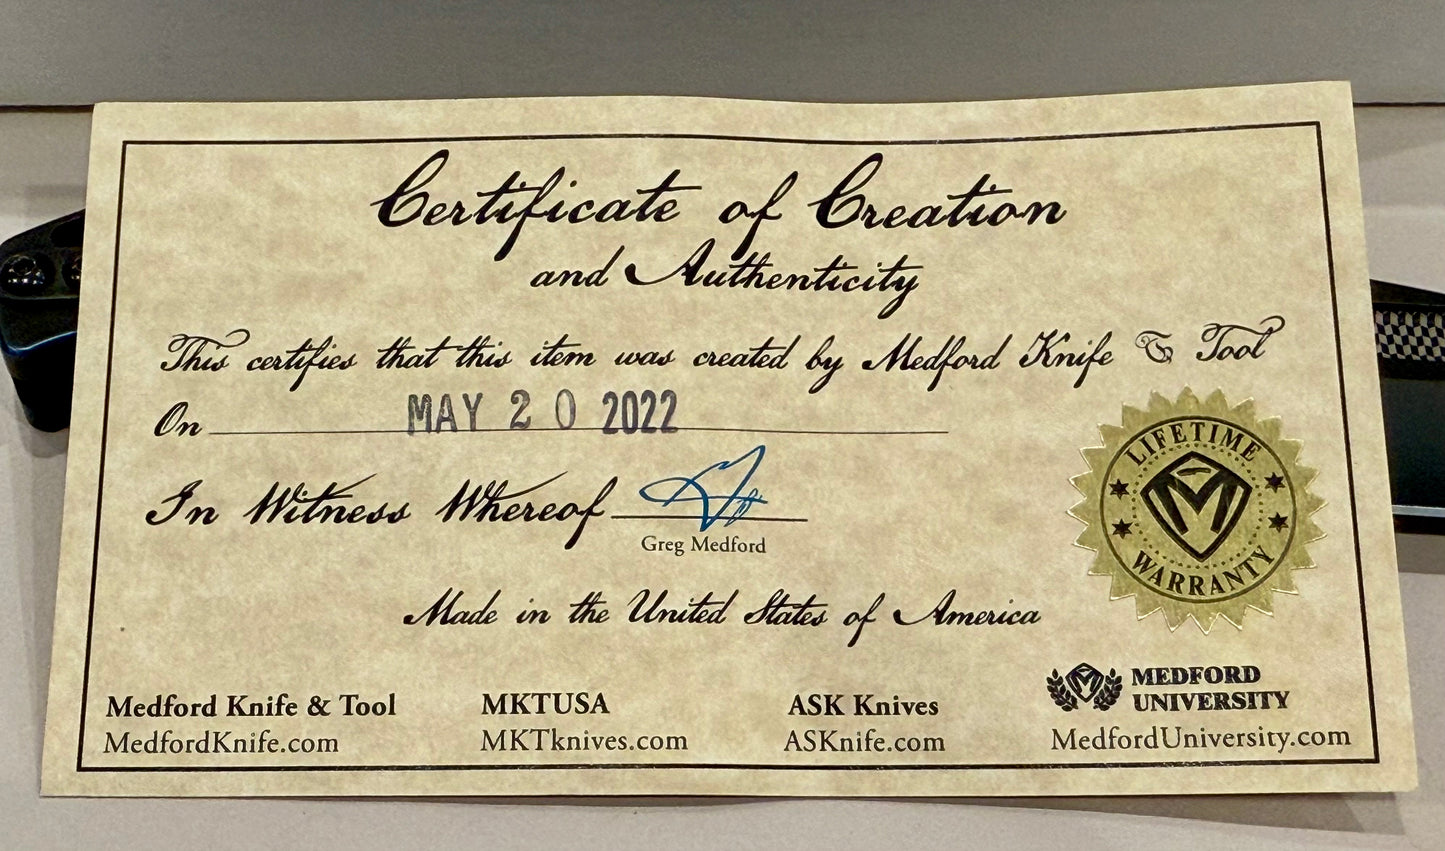 Certificate of Creation
and Authenticity
This certifies that this item was created by Medford Knife & Tool
On MAY 20 2022
In Witness Whereof
Greg Medford
LIFETIME
M
WARRANTY
Made in the United States of America
Medford Knife & Tool
MedfordKnife.com
MKTUSA
MKTknives.com
ASK Knives
ASKnife.com
MEDFORD
UNIVERSITY
MedfordUniversity.com